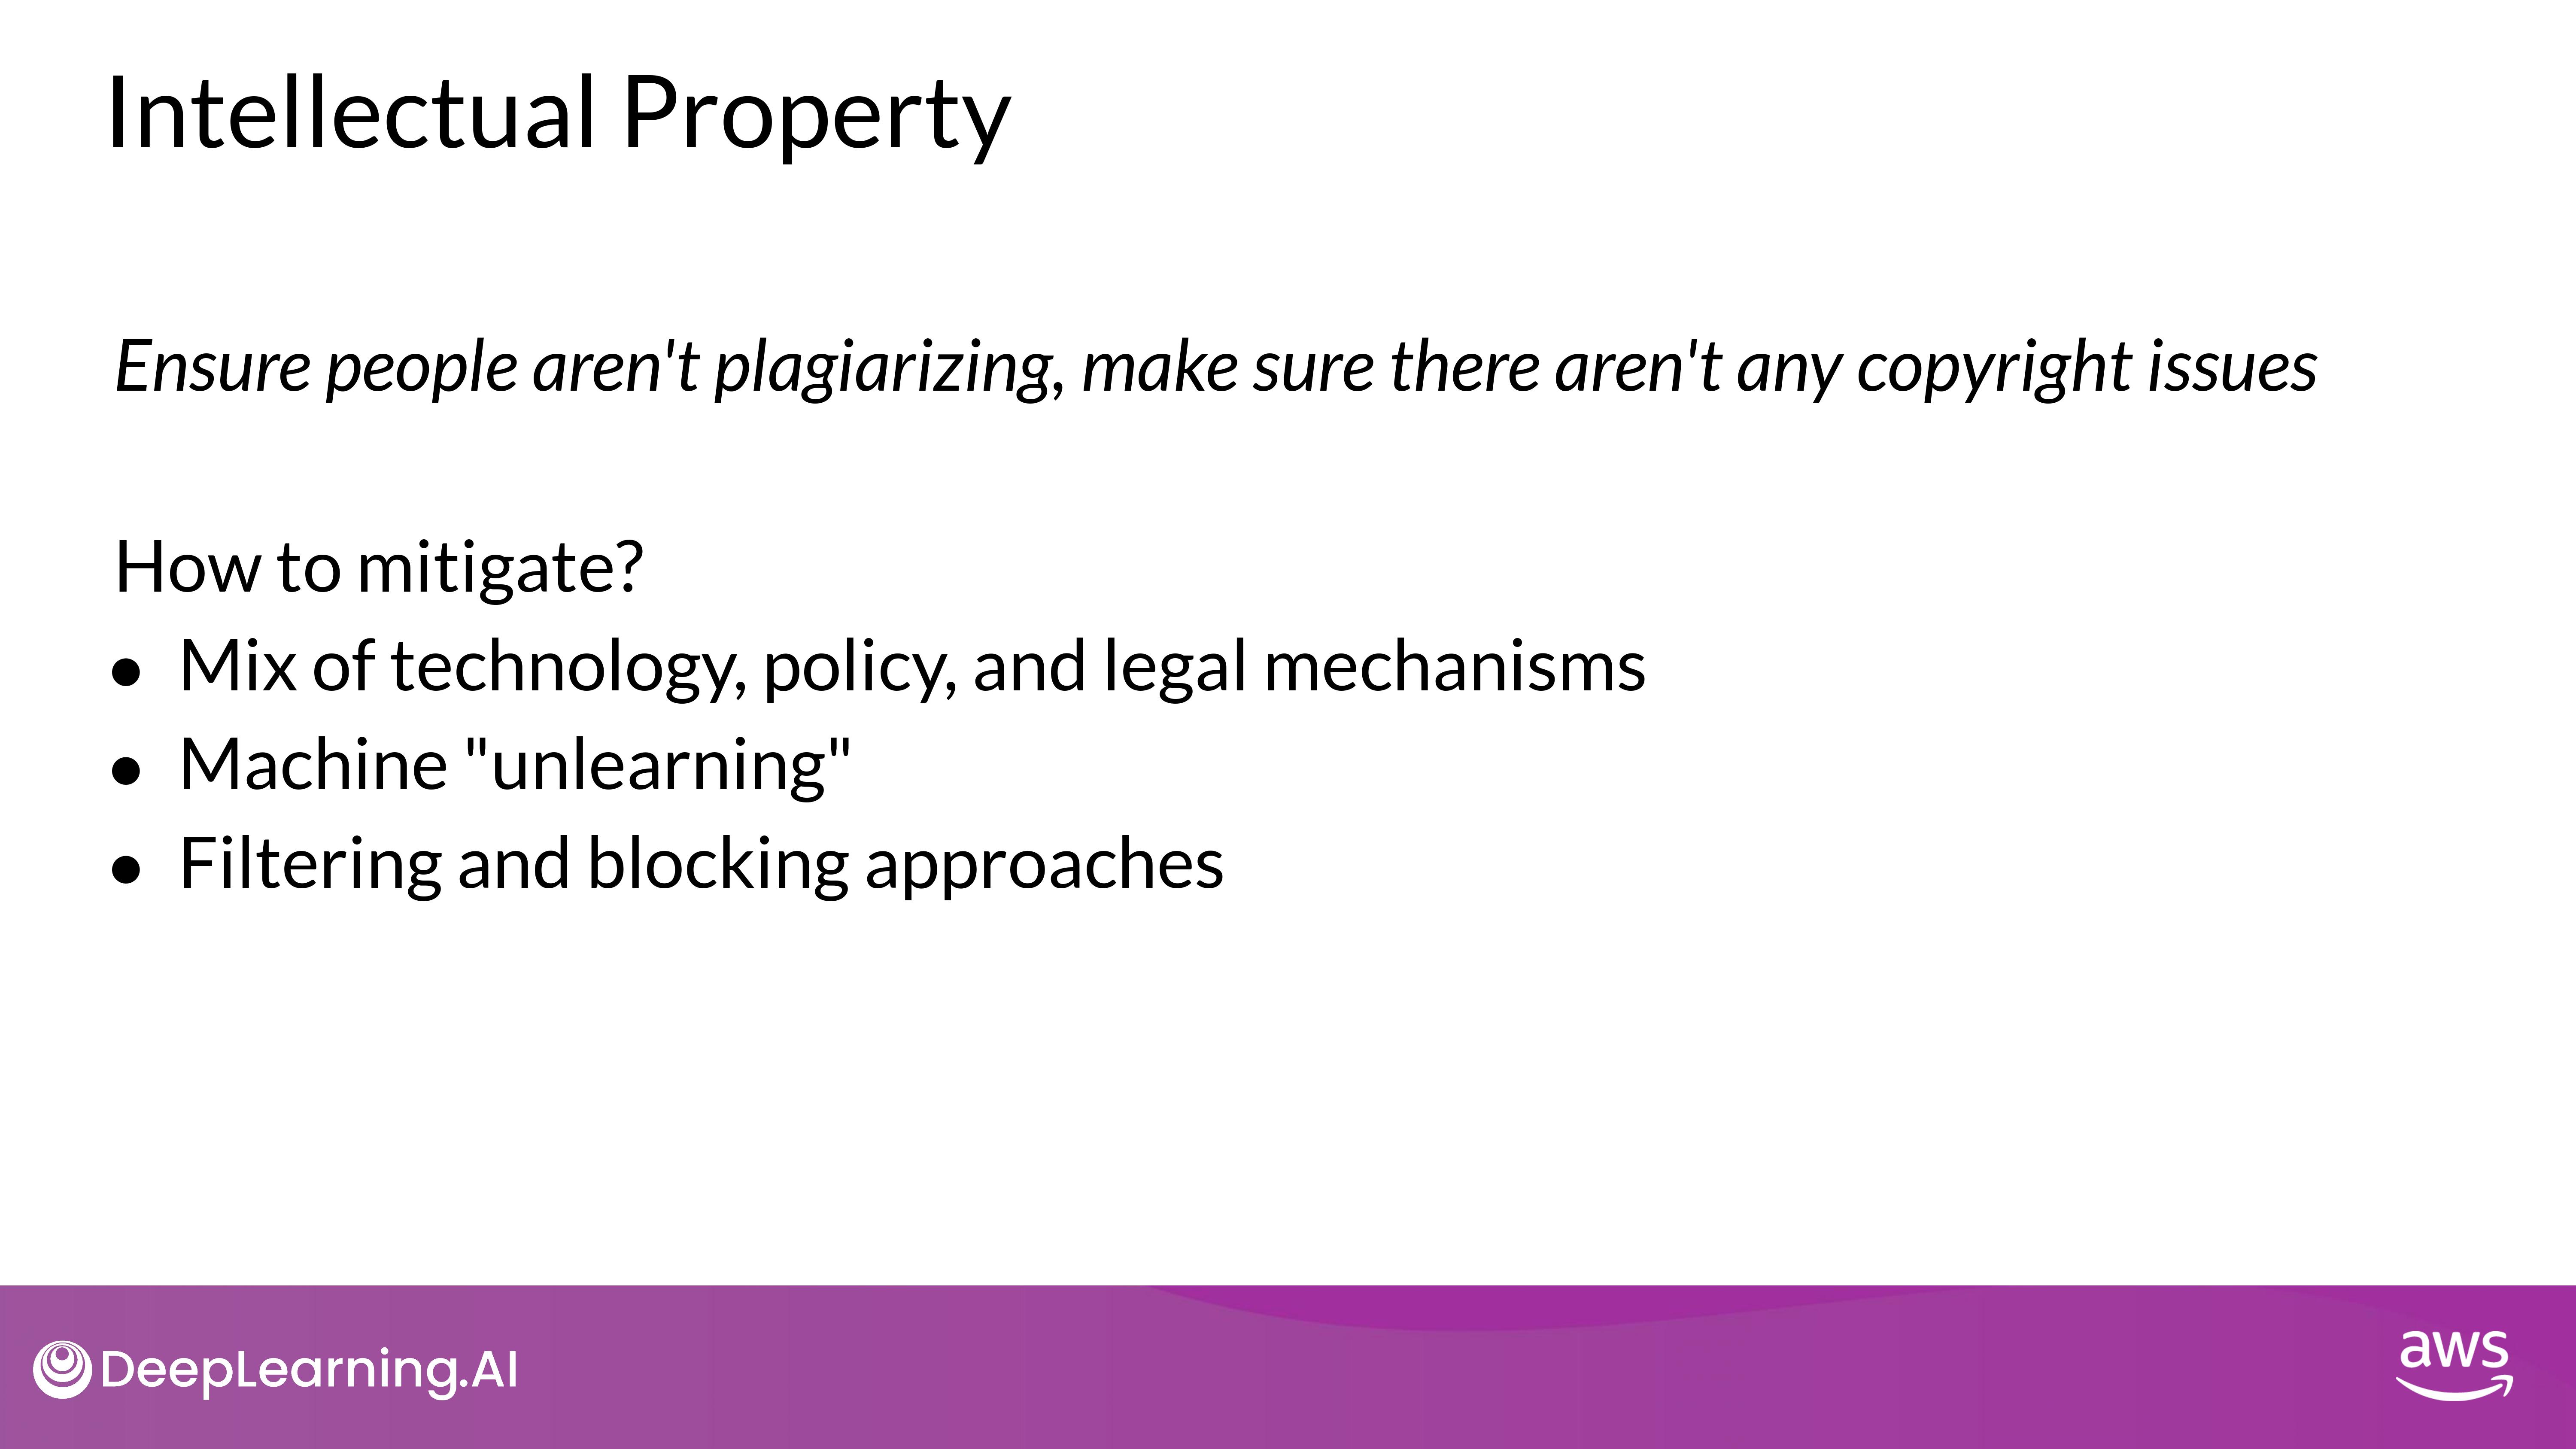 Intellectual Property
Ensure people aren't plagiarizing, make sure there aren't any copyright issues
How to mitigate?
● Mix of technology, policy, and legal mechanisms
● Machine "unlearning"
● Filtering and blocking approaches
DeepLearning.AI
aws